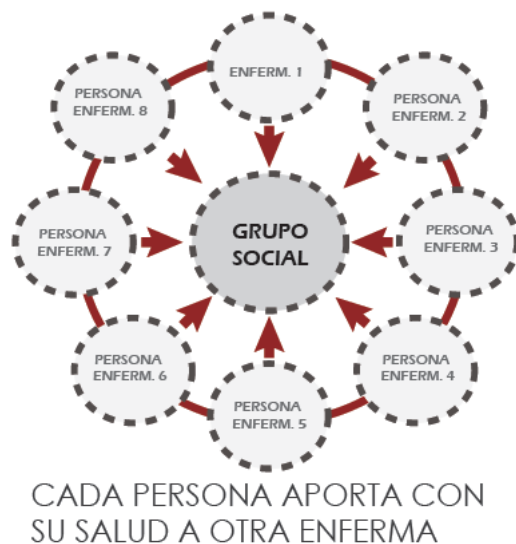 ENFERM. 1
PERSONA
ENFERM. 2
PERSONA
ENFERM. 3
PERSONA
ENFERM. 4
PERSONA
ENFERM. 5
PERSONA
ENFERM. 6
PERSONA
ENFERM. 7
PERSONA
ENFERM. 8
GRUPO
SOCIAL
CADA PERSONA APORTA CON
SU SALUD A OTRA ENFERMA